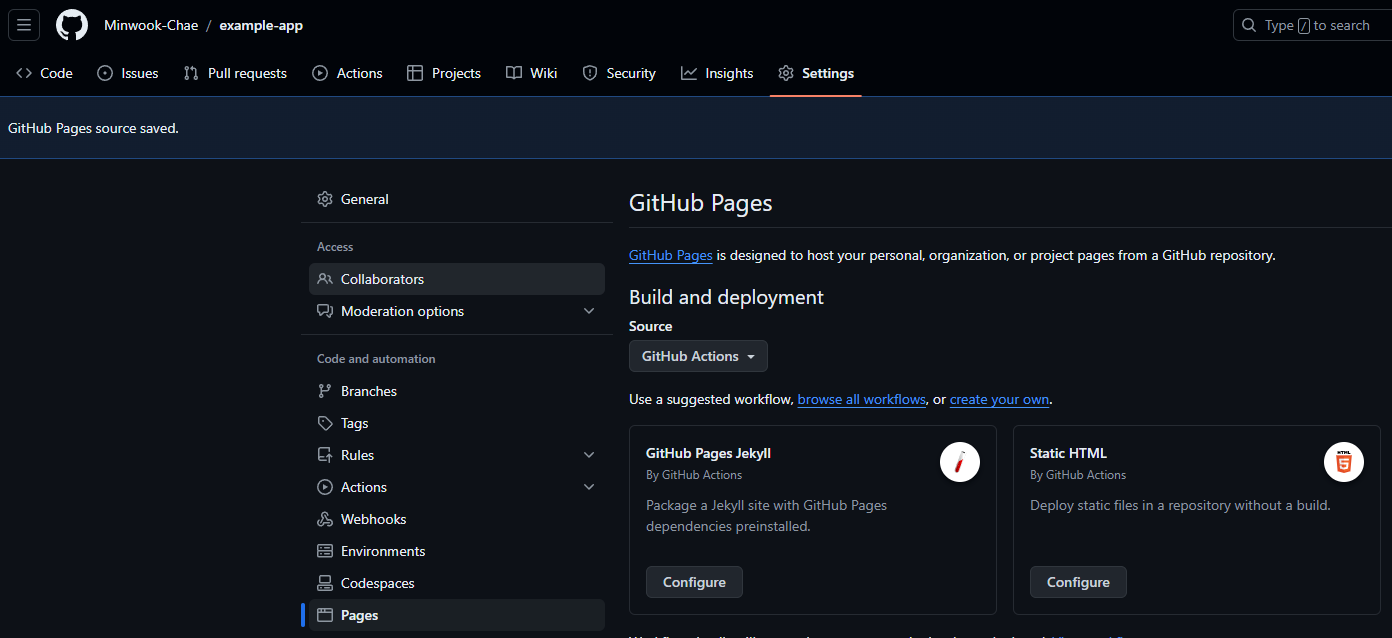 Minwook-Chae / example-app
Type / to search
Code
Issues
Pull requests
Actions
Projects
Wiki
Security
Insights
Settings
GitHub Pages source saved.
General
Access
Collaborators
Moderation options
Code and automation
Branches
Tags
Rules
Actions
Webhooks
Environments
Codespaces
Pages
GitHub Pages
GitHub Pages is designed to host your personal, organization, or project pages from a GitHub repository.
Build and deployment
Source
GitHub Actions
Use a suggested workflow, browse all workflows, or create your own.
GitHub Pages Jekyll
By GitHub Actions
Package a Jekyll site with GitHub Pages
dependencies preinstalled.
Configure
Static HTML
By GitHub Actions
HTML
5
Deploy static files in a repository without a build.
Configure